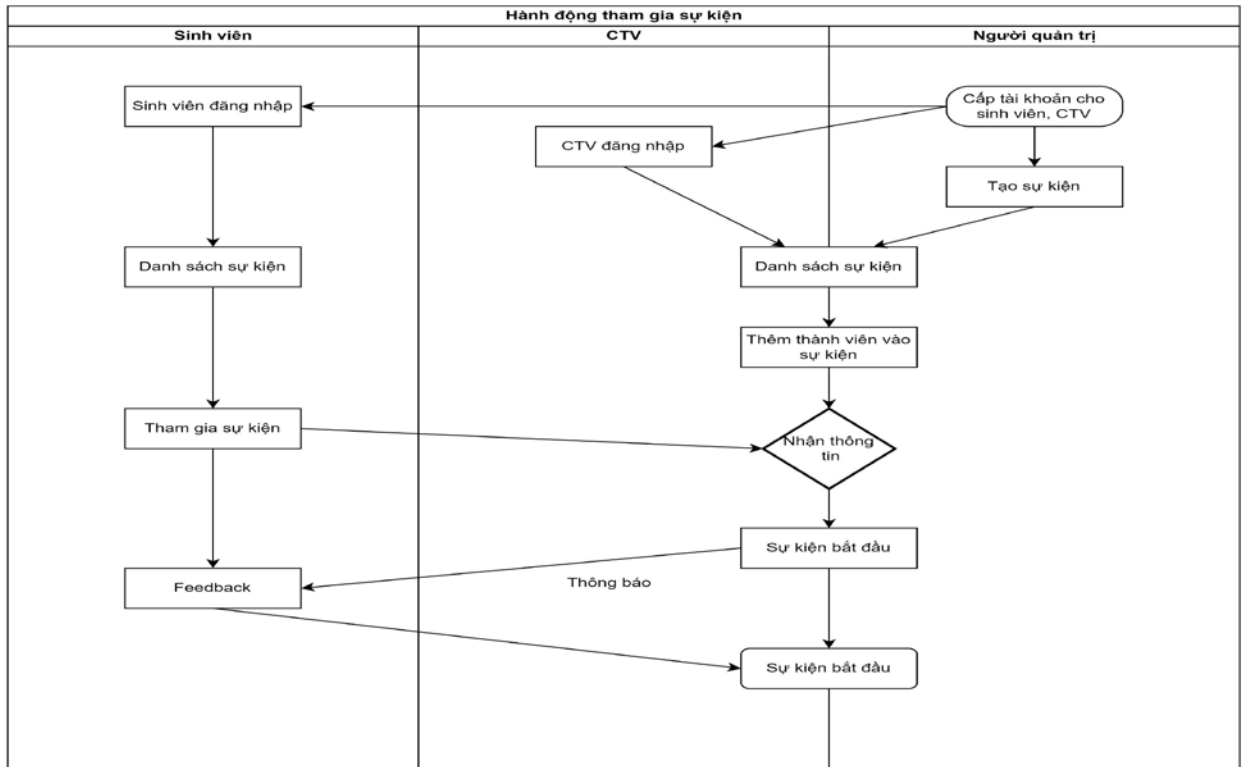 Hành động tham gia sự kiện
Sinh viên
CTV
Người quản trị
Sinh viên đăng nhập
Cấp tài khoản cho
sinh viên, CTV
CTV đăng nhập
Tạo sự kiện
Danh sách sự kiện
Danh sách sự kiện
Thêm thành viên vào
sự kiện
Tham gia sự kiện
Nhận thông
tin
Sự kiện bắt đầu
Thông báo
Feedback
Sự kiện bắt đầu